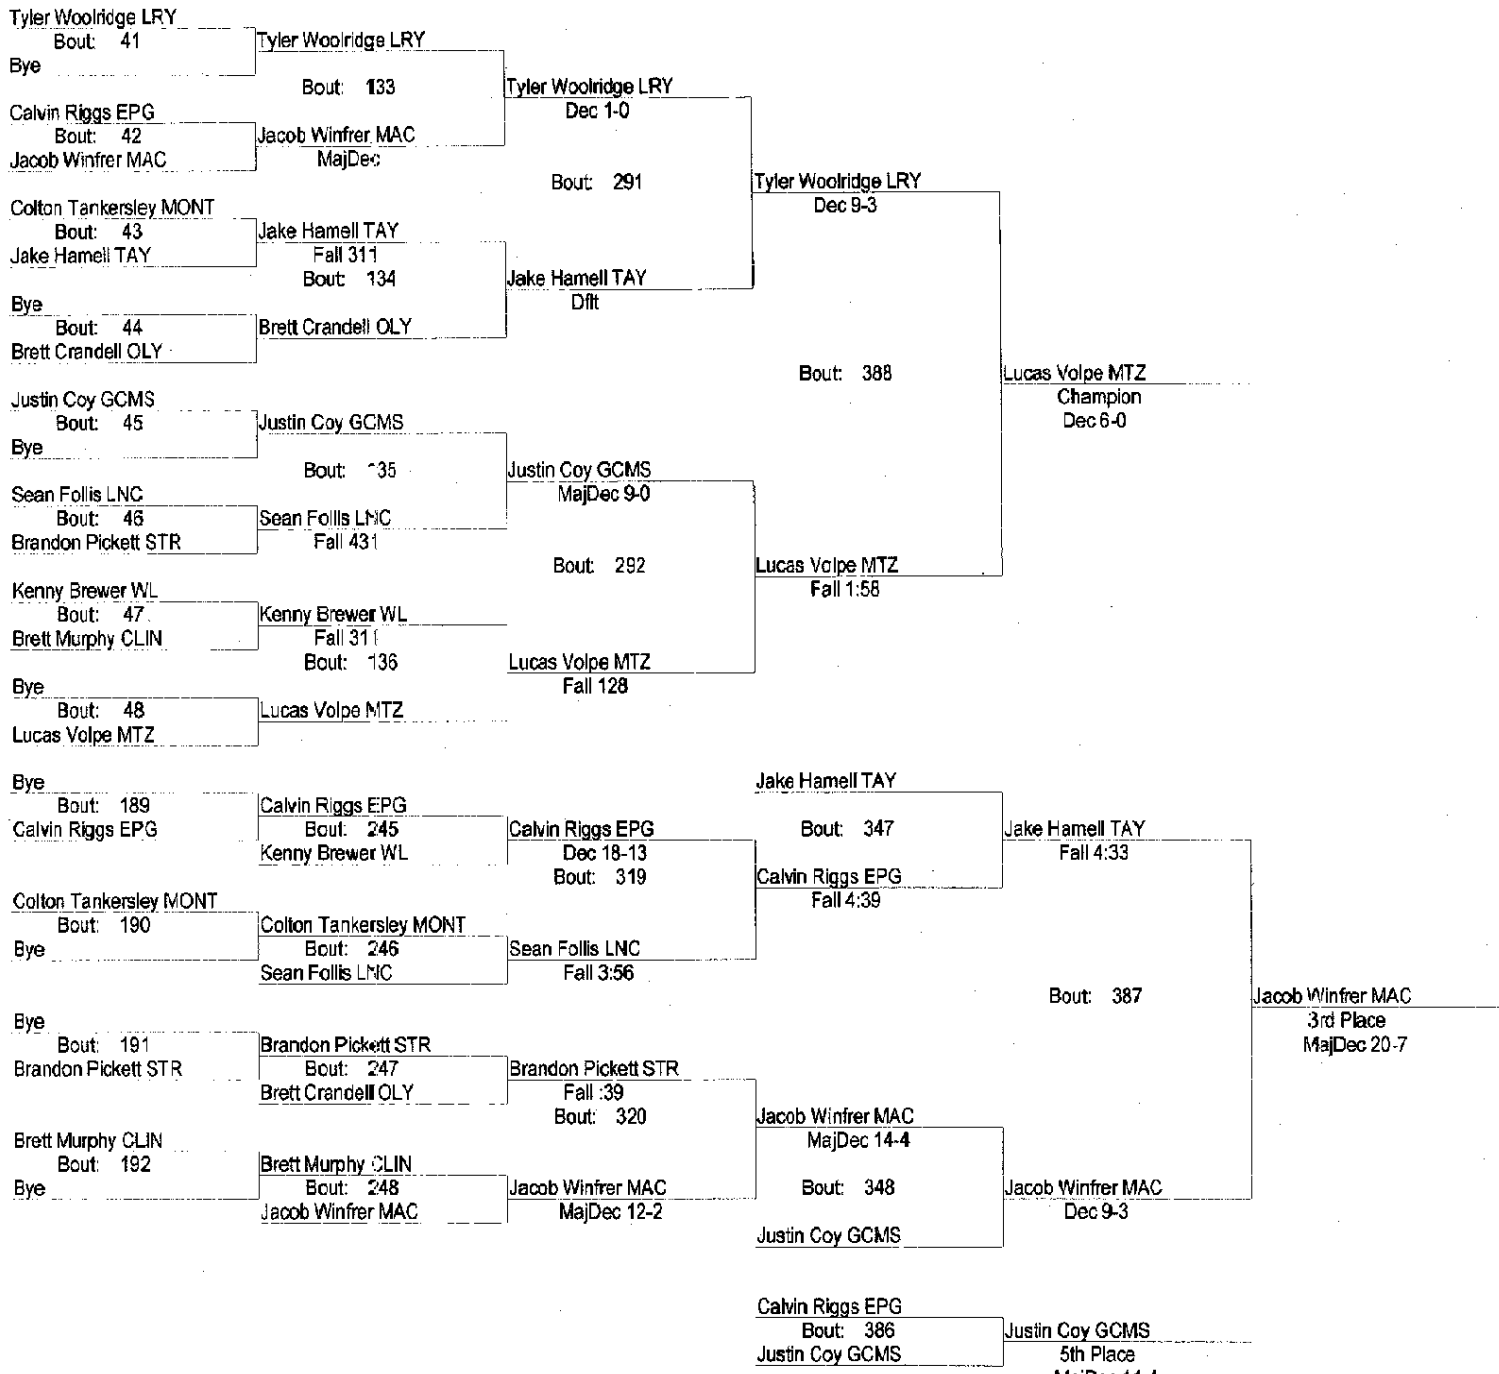 Tyler Woolridge LRY
Bout: 41
Bye
Tyler Woolridge LRY
Bout: 133
Calvin Riggs EPG
Bout: 42
Jacob Winfrer MAC
Jacob Winfrer MAC
MajDec
Tyler Woolridge LRY
Dec 1-0
Bout: 291
Colton Tankersley MONT
Bout: 43
Jake Hamell TAY
Jake Hamell TAY
Fall 311
Bout: 134
Bye
Bout: 44
Brett Crandell OLY
Brett Crandell OLY
Jake Hamell TAY
Dflt
Tyler Woolridge LRY
Dec 9-3
Bout: 388
Justin Coy GCMS
Bout: 45
Bye
Justin Coy GCMS
Bout: 135
Sean Follis LNC
Bout: 46
Brandon Pickett STR
Sean Follis LNC
Fall 431
Justin Coy GCMS
MajDec 9-0
Bout: 292
Kenny Brewer WL
Bout: 47
Brett Murphy CLIN
Kenny Brewer WL
Fall 311
Bout: 136
Bye
Bout: 48
Lucas Volpe MTZ
Lucas Volpe MTZ
Lucas Volpe MTZ
Fall 128
Lucas Volpe MTZ
Fall 1:58
Lucas Volpe MTZ
Champion
Dec 6-0
Bye
Bout: 189
Calvin Riggs EPG
Calvin Riggs EPG
Bout: 245
Kenny Brewer WL
Calvin Riggs EPG
Dec 18-13
Bout: 319
Colton Tankersley MONT
Bout: 190
Bye
Colton Tankersley MONT
Bout: 246
Sean Follis LNC
Sean Follis LNC
Fall 3:56
Jake Hamell TAY
Bout: 347
Calvin Riggs EPG
Fall 4:39
Jake Hamell TAY
Fall 4:33
Bout: 387
Bye
Bout: 191
Brandon Pickett STR
Brandon Pickett STR
Bout: 247
Brett Crandell OLY
Brandon Pickett STR
Fall :39
Bout: 320
Brett Murphy CLIN
Bout: 192
Bye
Brett Murphy CLIN
Bout: 248
Jacob Winfrer MAC
Jacob Winfrer MAC
MajDec 12-2
Jacob Winfrer MAC
MajDec 14-4
Bout: 348
Justin Coy GCMS
Jacob Winfrer MAC
Dec 9-3
Jacob Winfrer MAC
3rd Place
MajDec 20-7
Calvin Riggs EPG
Bout: 386
Justin Coy GCMS
Justin Coy GCMS
5th Place